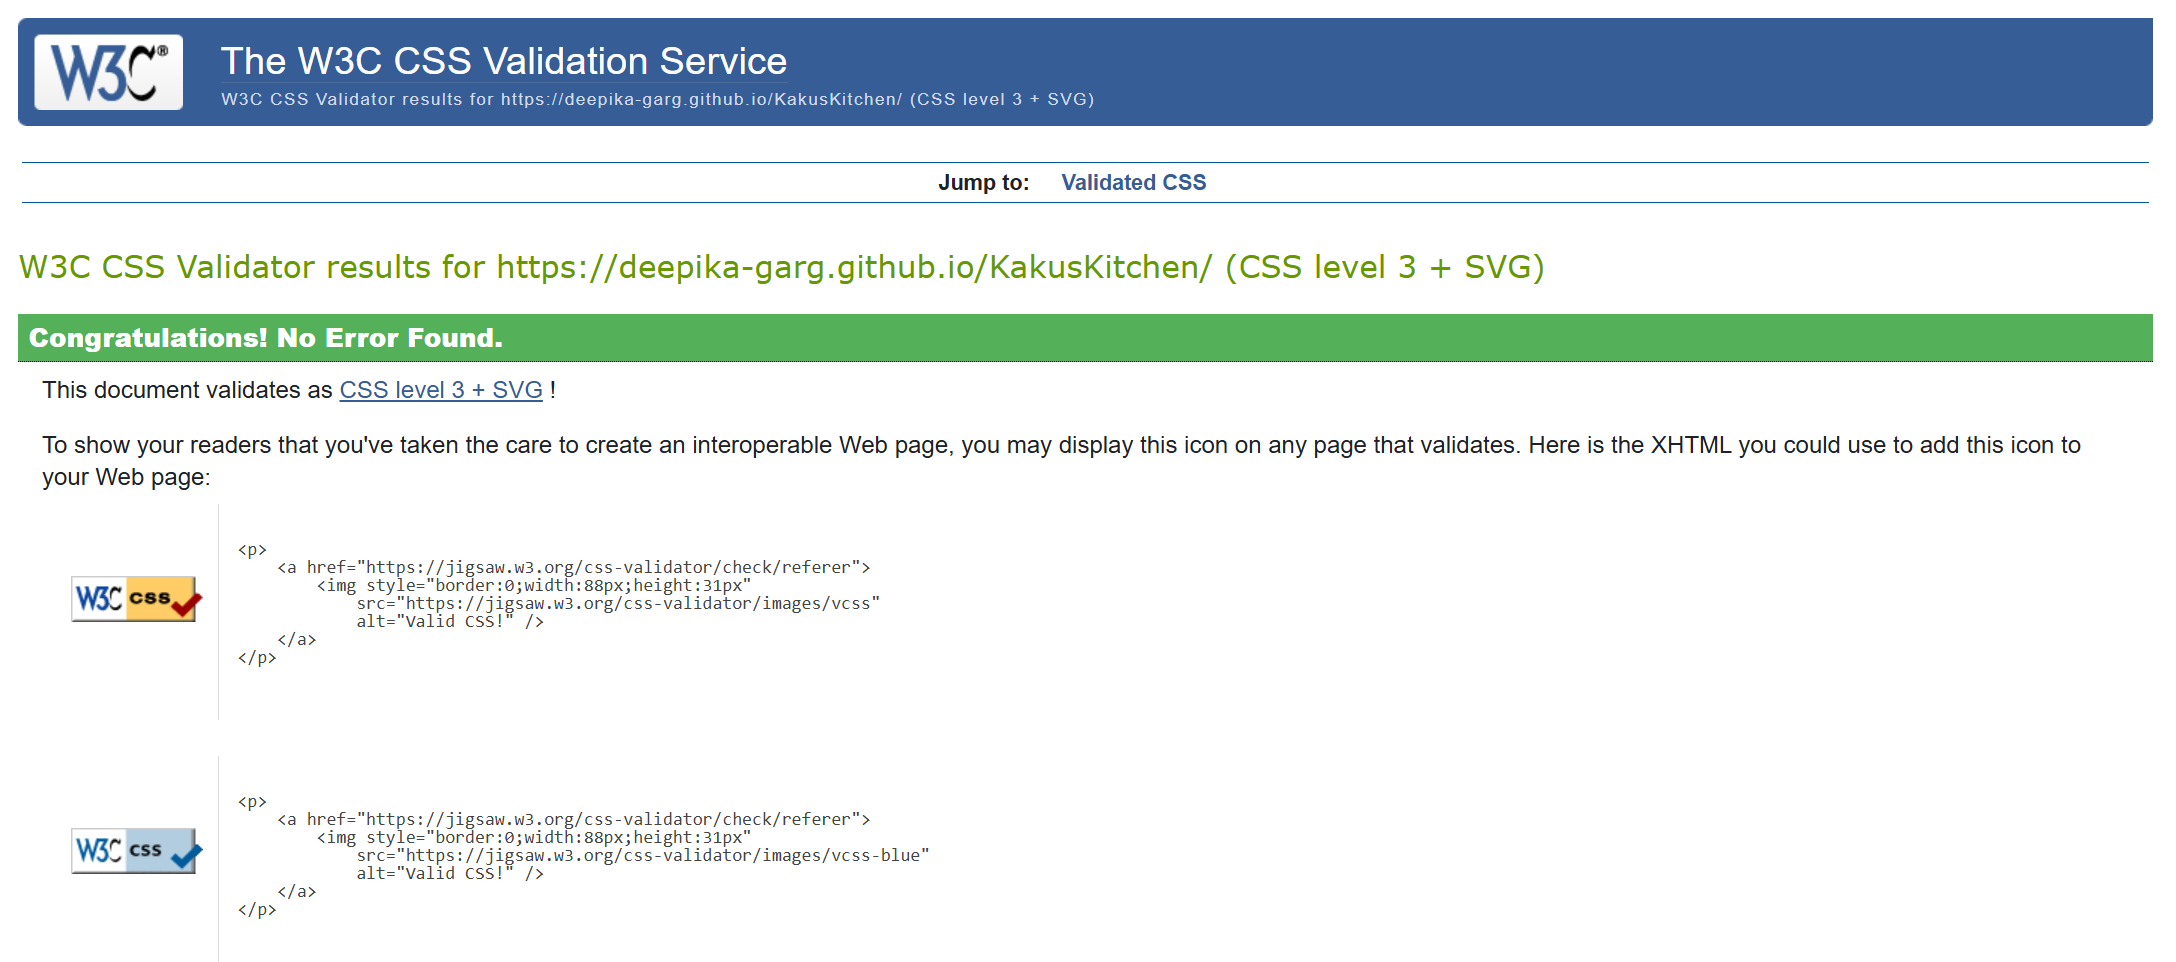 W3C®
The W3C CSS Validation Service
W3C CSS Validator results for https://deepika-garg.github.io/KakusKitchen/ (CSS level 3 + SVG)
Jump to: Validated CSS
W3C CSS Validator results for https://deepika-garg.github.io/KakusKitchen/ (CSS level 3 + SVG)
Congratulations! No Error Found.
This document validates as CSS level 3 + SVG !
To show your readers that you've taken the care to create an interoperable Web page, you may display this icon on any page that validates. Here is the XHTML you could use to add this icon to
your Web page:
W3C css
<p>
    <a href="https://jigsaw.w3.org/css-validator/check/referer">
        <img style="border:0;width:88px;height:31px"
            src="https://jigsaw.w3.org/css-validator/images/vcss"
            alt="Valid CSS!" />
    </a>
</p>
W3C css
<p>
    <a href="https://jigsaw.w3.org/css-validator/check/referer">
        <img style="border:0;width:88px;height:31px"
            src="https://jigsaw.w3.org/css-validator/images/vcss-blue"
            alt="Valid CSS!" />
    </a>
</p>